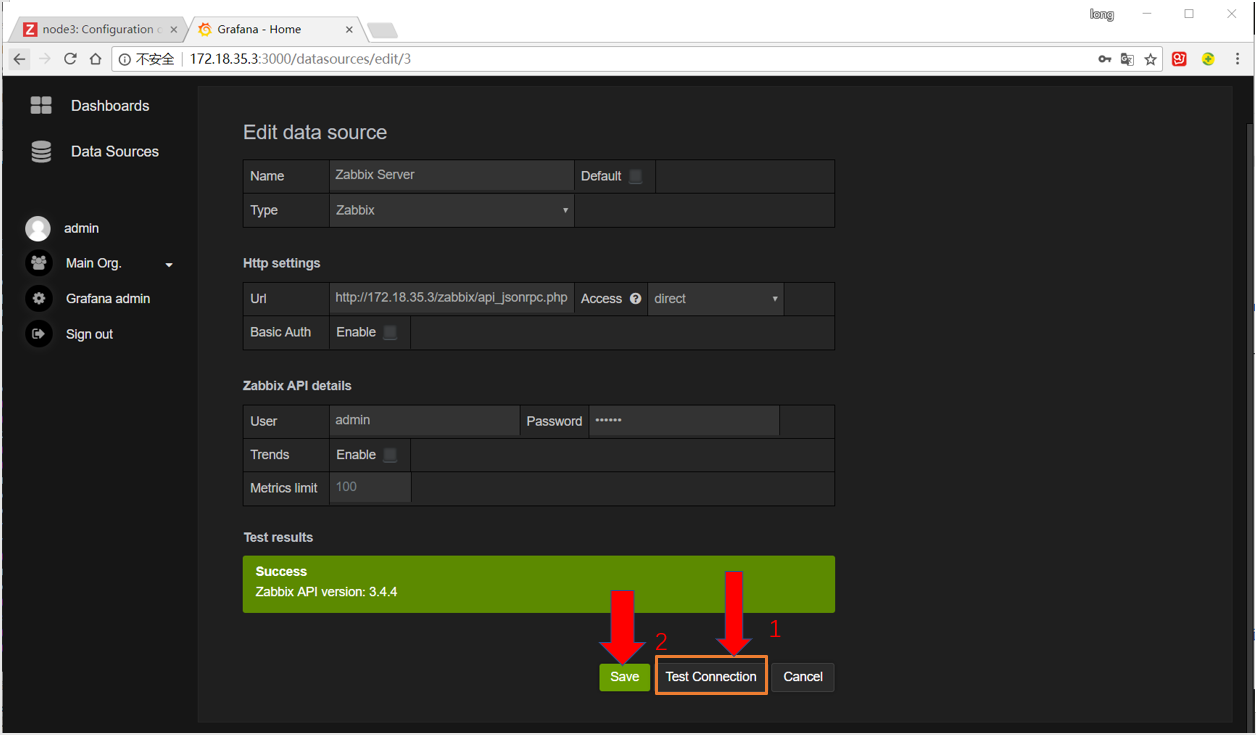 long
node3: Configuration o
Grafana - Home
不安全 172.18.35.3:3000/datasources/edit/3
Dashboards
Data Sources
admin
Main Org.
Grafana admin
Sign out
Edit data source
Name Zabbix Server Default
Type Zabbix
Http settings
Url http://172.18.35.3/zabbix/api_jsonrpc.php Access ? direct
Basic Auth Enable
Zabbix API details
User admin Password ••••••
Trends Enable
Metrics limit 100
Test results
Success
Zabbix API version: 3.4.4
2 1
Save Test Connection Cancel